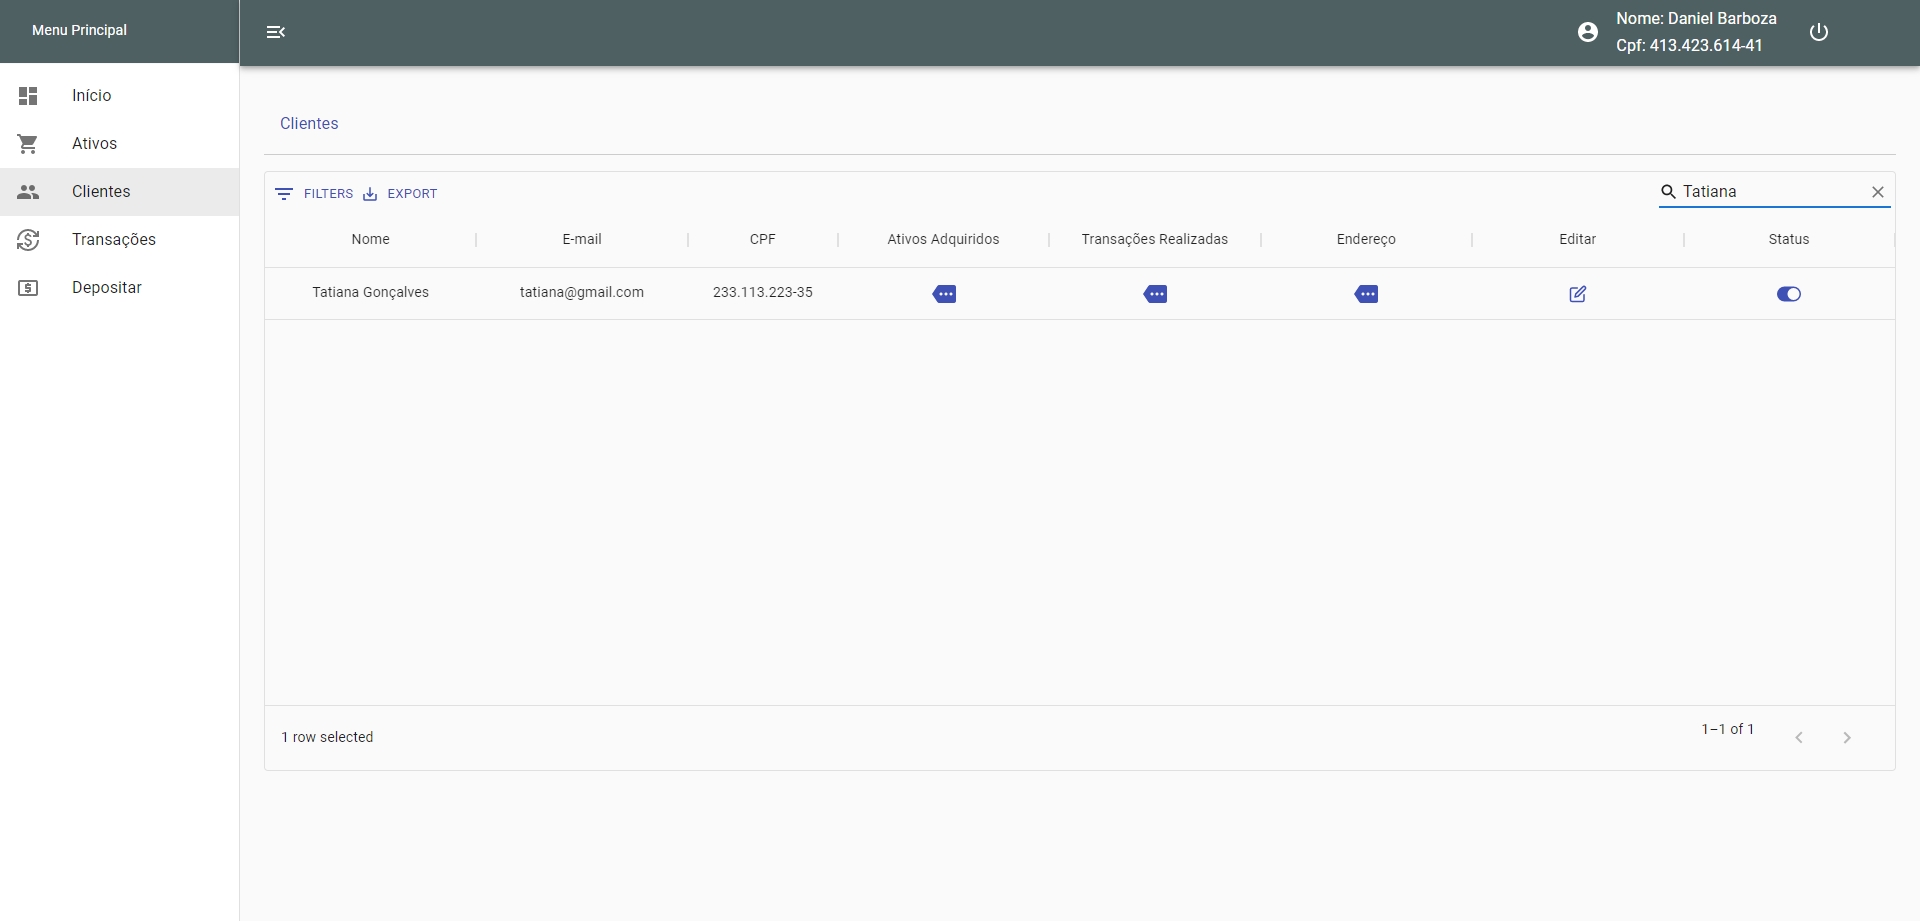 Menu Principal
Nome: Daniel Barboza
Cpf: 413.423.614-41
Início
Ativos
Clientes
Transações
Depositar
Clientes
FILTERS EXPORT
Tatiana
Nome E-mail CPF Ativos Adquiridos Transações Realizadas Endereço Editar Status
Tatiana Gonçalves tatiana@gmail.com 233.113.223-35
1 row selected
1–1 of 1